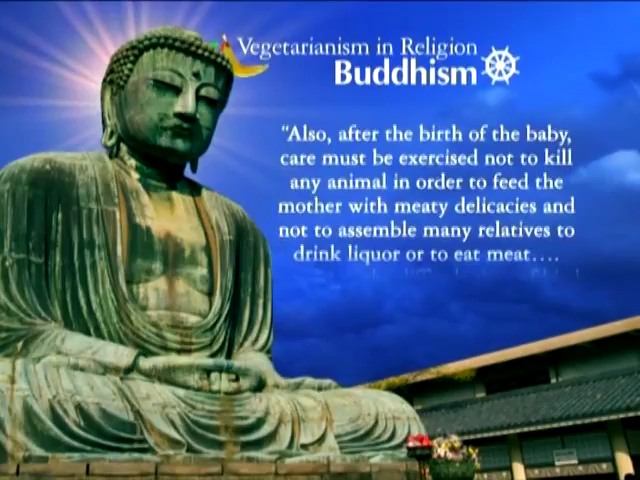 Vegetarianism in Religion
Buddhism
"Also, after the birth of the baby,
care must be exercised not to kill
any animal in order to feed the
mother with meaty delicacies and
not to assemble many relatives to
drink liquor or to eat meat....